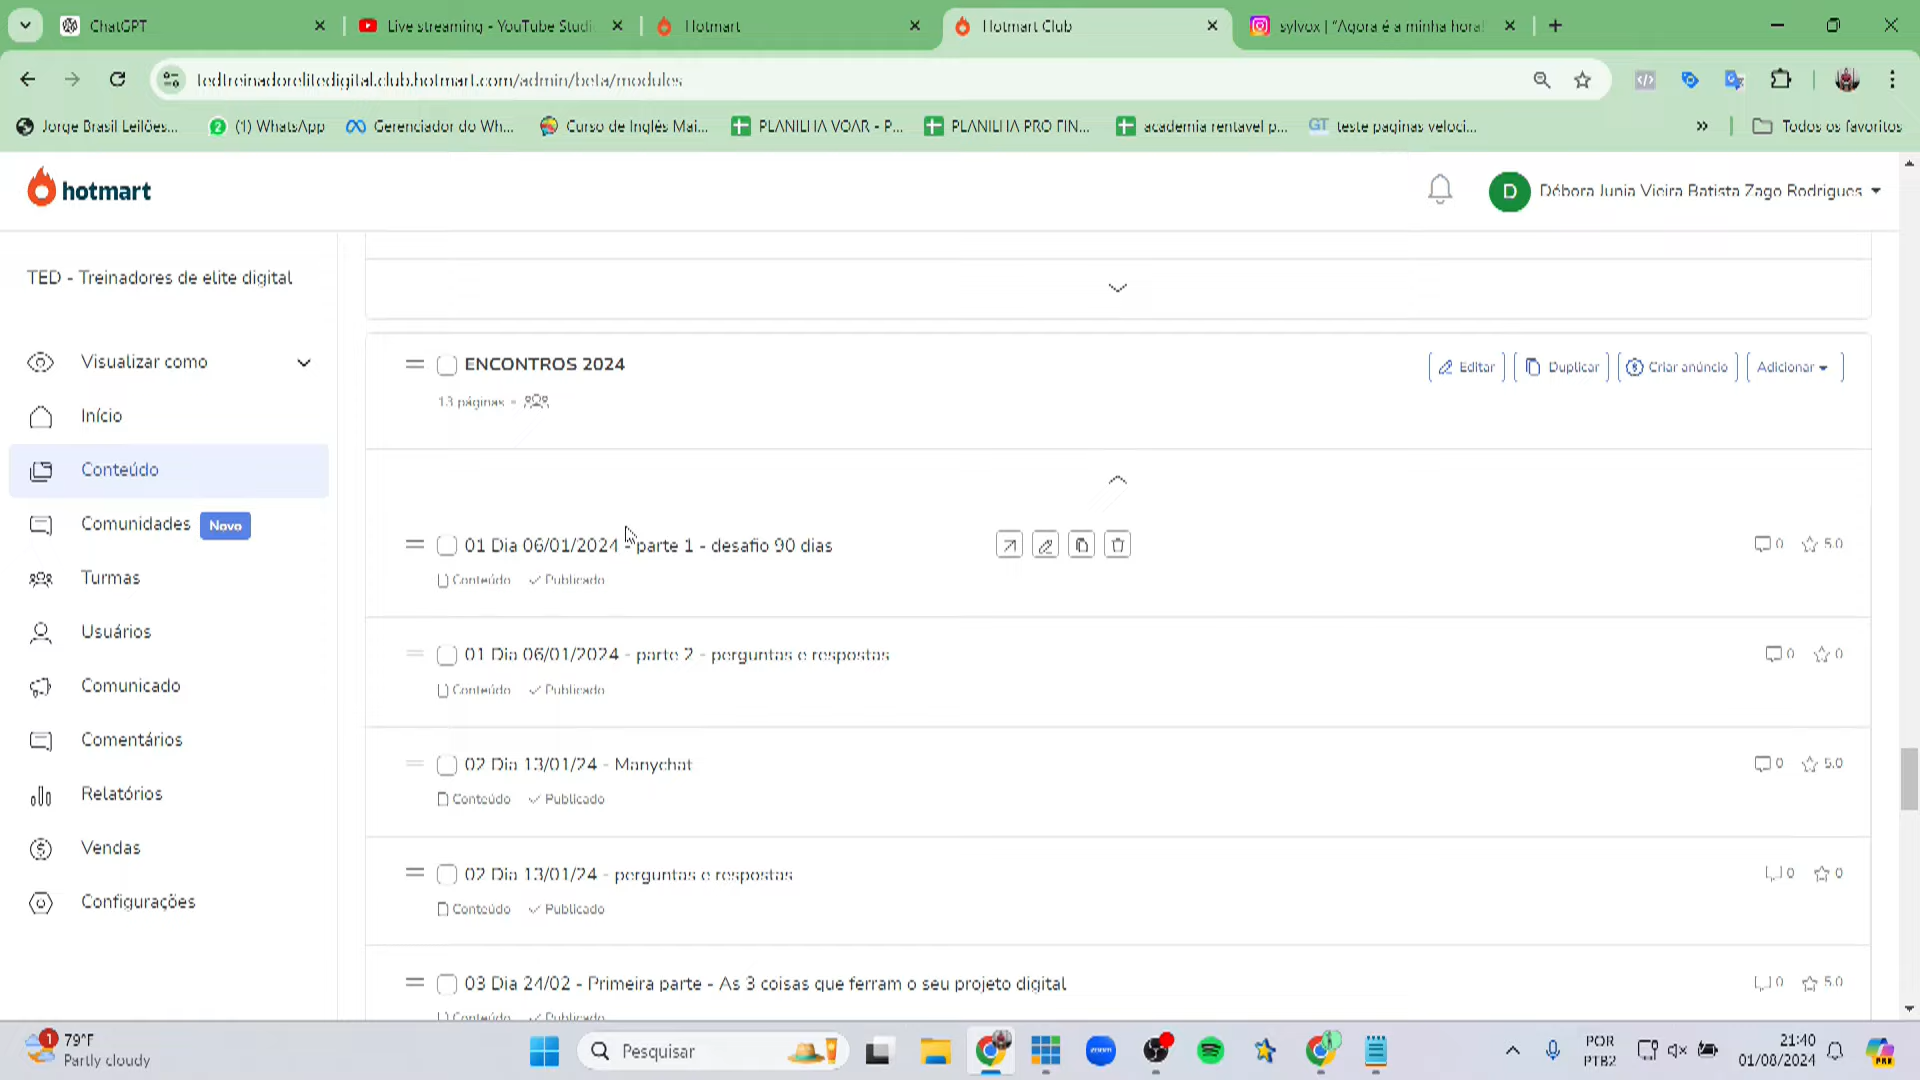 ChatGPT
Live streaming - YouTube Studi
Hotmart
Hotmart Club
sylvox | "Agora é a minha hora!
tedtreinadorelitedigital.club.hotmart.com/admin/beta/modules
Jorge Brasil Leilões...
(1) WhatsApp
Gerenciador do Wh...
Curso de Inglês Mai...
PLANILHA VOAR - P...
PLANILHA PRO FIN...
academia rentavel p...
GT teste paginas veloci...
»
Todos os favoritos
hotmart
D Débora Junia Vieira Batista Zago Rodrigues
TED - Treinadores de elite digital
Visualizar como
Início
Conteúdo
Comunidades Novo
Turmas
Usuários
Comunicado
Comentários
Relatórios
Vendas
Configurações
ENCONTROS 2024
Editar
Duplicar
Criar anúncio
Adicionar
13 páginas -
01 Dia 06/01/2024 - parte 1 - desafio 90 dias
0 5.0
Conteúdo Publicado
01 Dia 06/01/2024 - parte 2 - perguntas e respostas
0 0
Conteúdo Publicado
02 Dia 13/01/24 - Manychat
0 5.0
Conteúdo Publicado
02 Dia 13/01/24 - perguntas e respostas
0 0
Conteúdo Publicado
03 Dia 24/02 - Primeira parte - As 3 coisas que ferram o seu projeto digital
0 5.0
Conteúdo Publicado
1
79°F
Partly cloudy
Pesquisar
zoom
POR
PTB2
21:40
01/08/2024
PRE